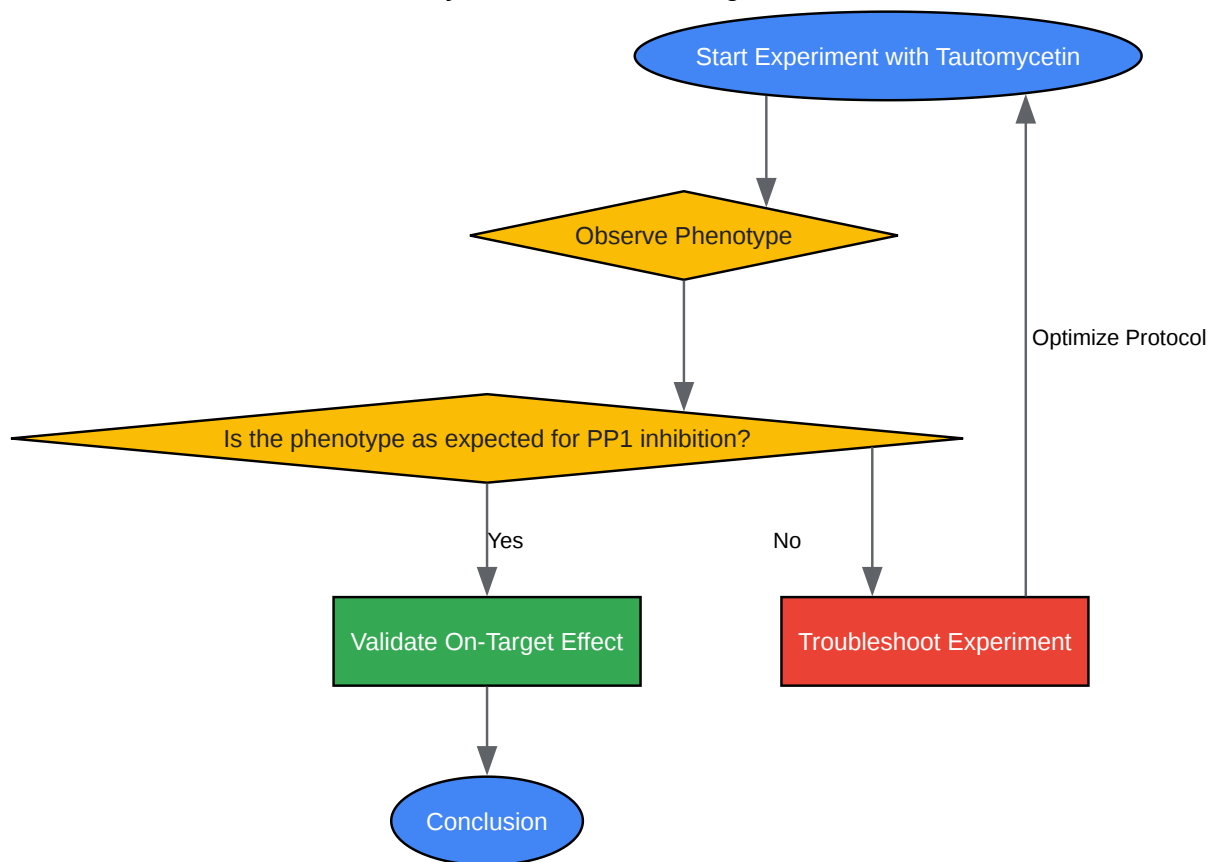 Start Experiment with Tautomycetin
Observe Phenotype
Optimize Protocol
Is the phenotype as expected for PP1 inhibition?
Yes
No
Validate On-Target Effect
Troubleshoot Experiment
Conclusion